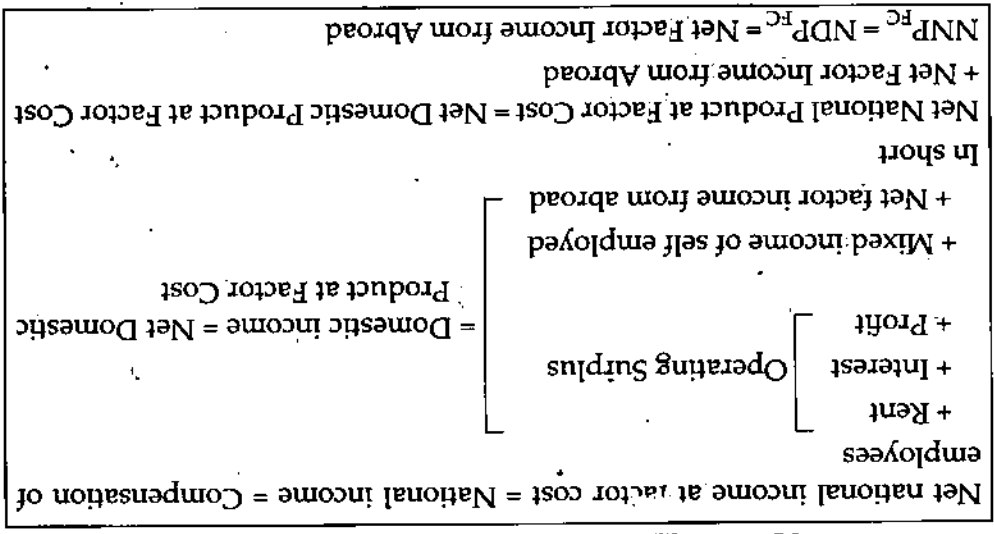 Net national income at factor cost = National income = Compensation of
employees
+ Rent
+ Interest Operating Surplus
+ Profit
= Domestic income = Net Domestic
Product at Factor Cost
+ Mixed income of self employed
+ Net factor income from abroad
In short
Net National Product at Factor Cost = Net Domestic Product at Factor Cost
+ Net Factor Income from Abroad
NNP_FC = NDP_FC = Net Factor Income from Abroad